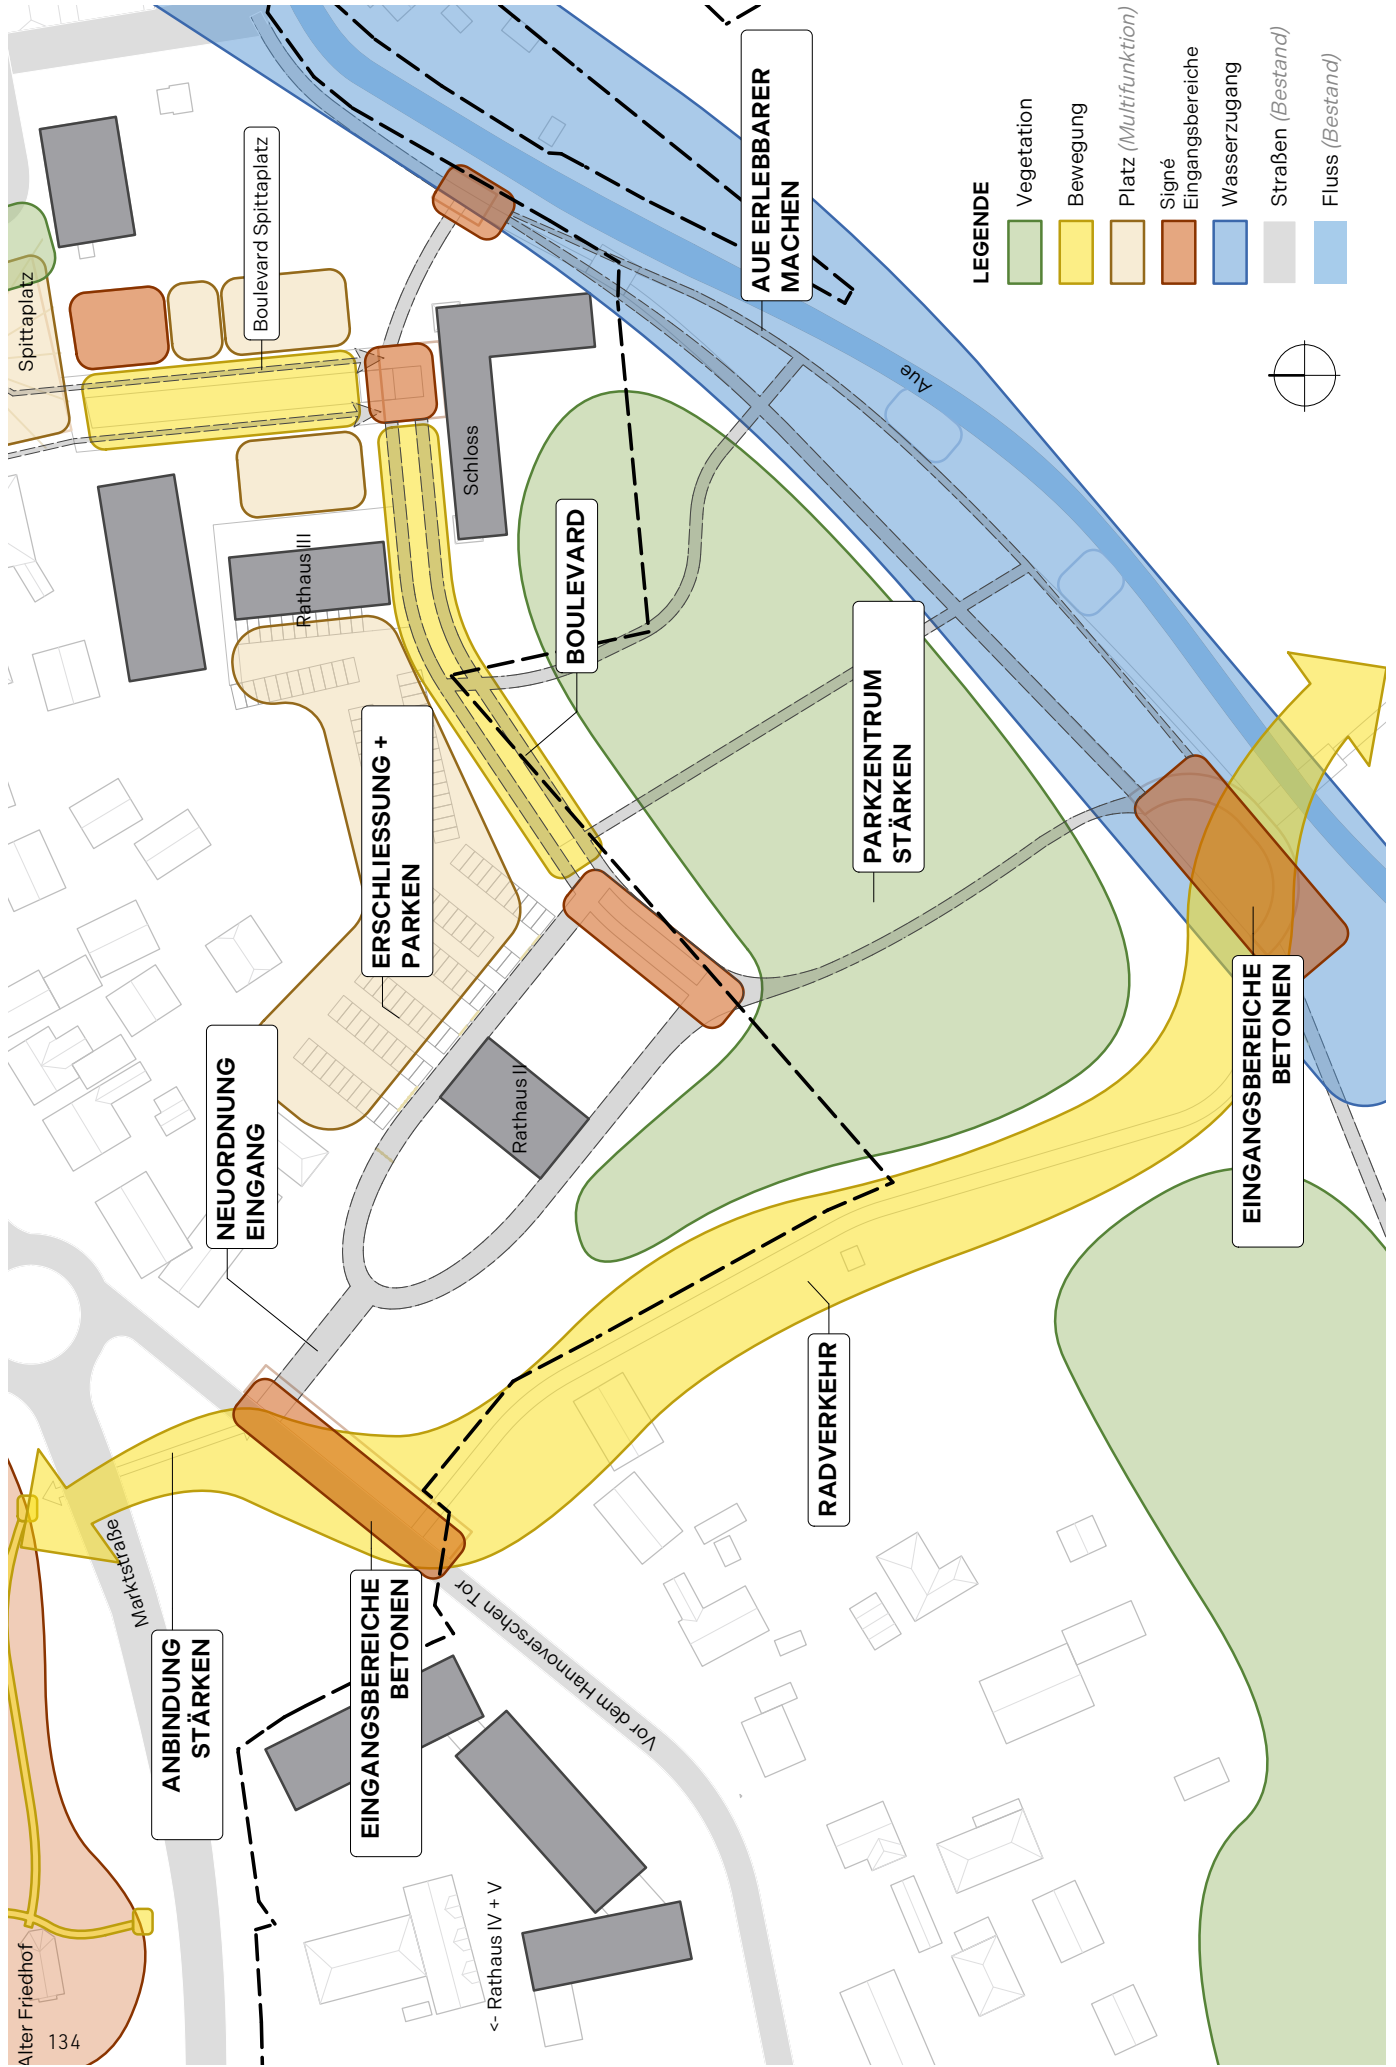 Alter Friedhof
Marktstraße
ANBINDUNG
STÄRKEN
NEUORDNUNG
EINGANG
EINGANGSBEREICHE
BETONEN
<- Rathaus IV + V
Vor dem Hannoverschen Tor
ERSCHLIESSUNG +
PARKEN
Rathaus II
Rathaus III
Spittaplatz
Boulevard Spittaplatz
Schloss
BOULEVARD
RADVERKEHR
PARKZENTRUM
STÄRKEN
AUE ERLEBBARER
MACHEN
Aue
EINGANGSBEREICHE
BETONEN
LEGENDE
Vegetation
Bewegung
Platz (Multifunktion)
Signé
Eingangsbereiche
Wasserzugang
Straßen (Bestand)
Fluss (Bestand)
134